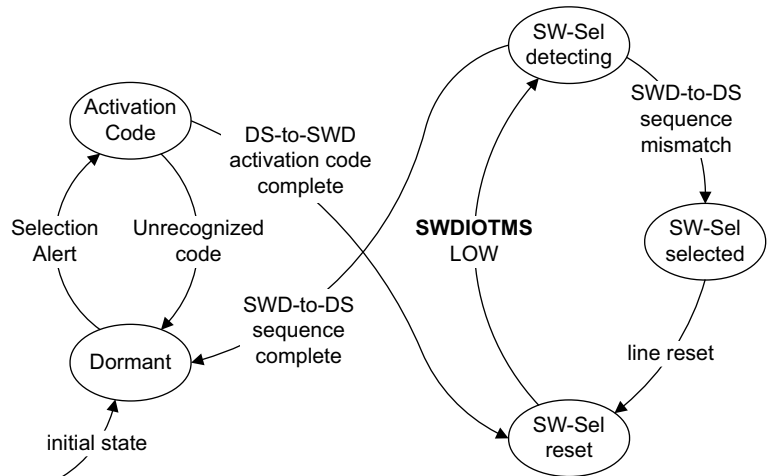 SW-Sel
detecting
Activation
Code
DS-to-SWD
activation code
complete
SWD-to-DS
sequence
mismatch
Selection
Alert
Unrecognized
code
SWDIOTMS
LOW
SW-Sel
selected
Dormant
SWD-to-DS
sequence
complete
line reset
initial state
SW-Sel
reset